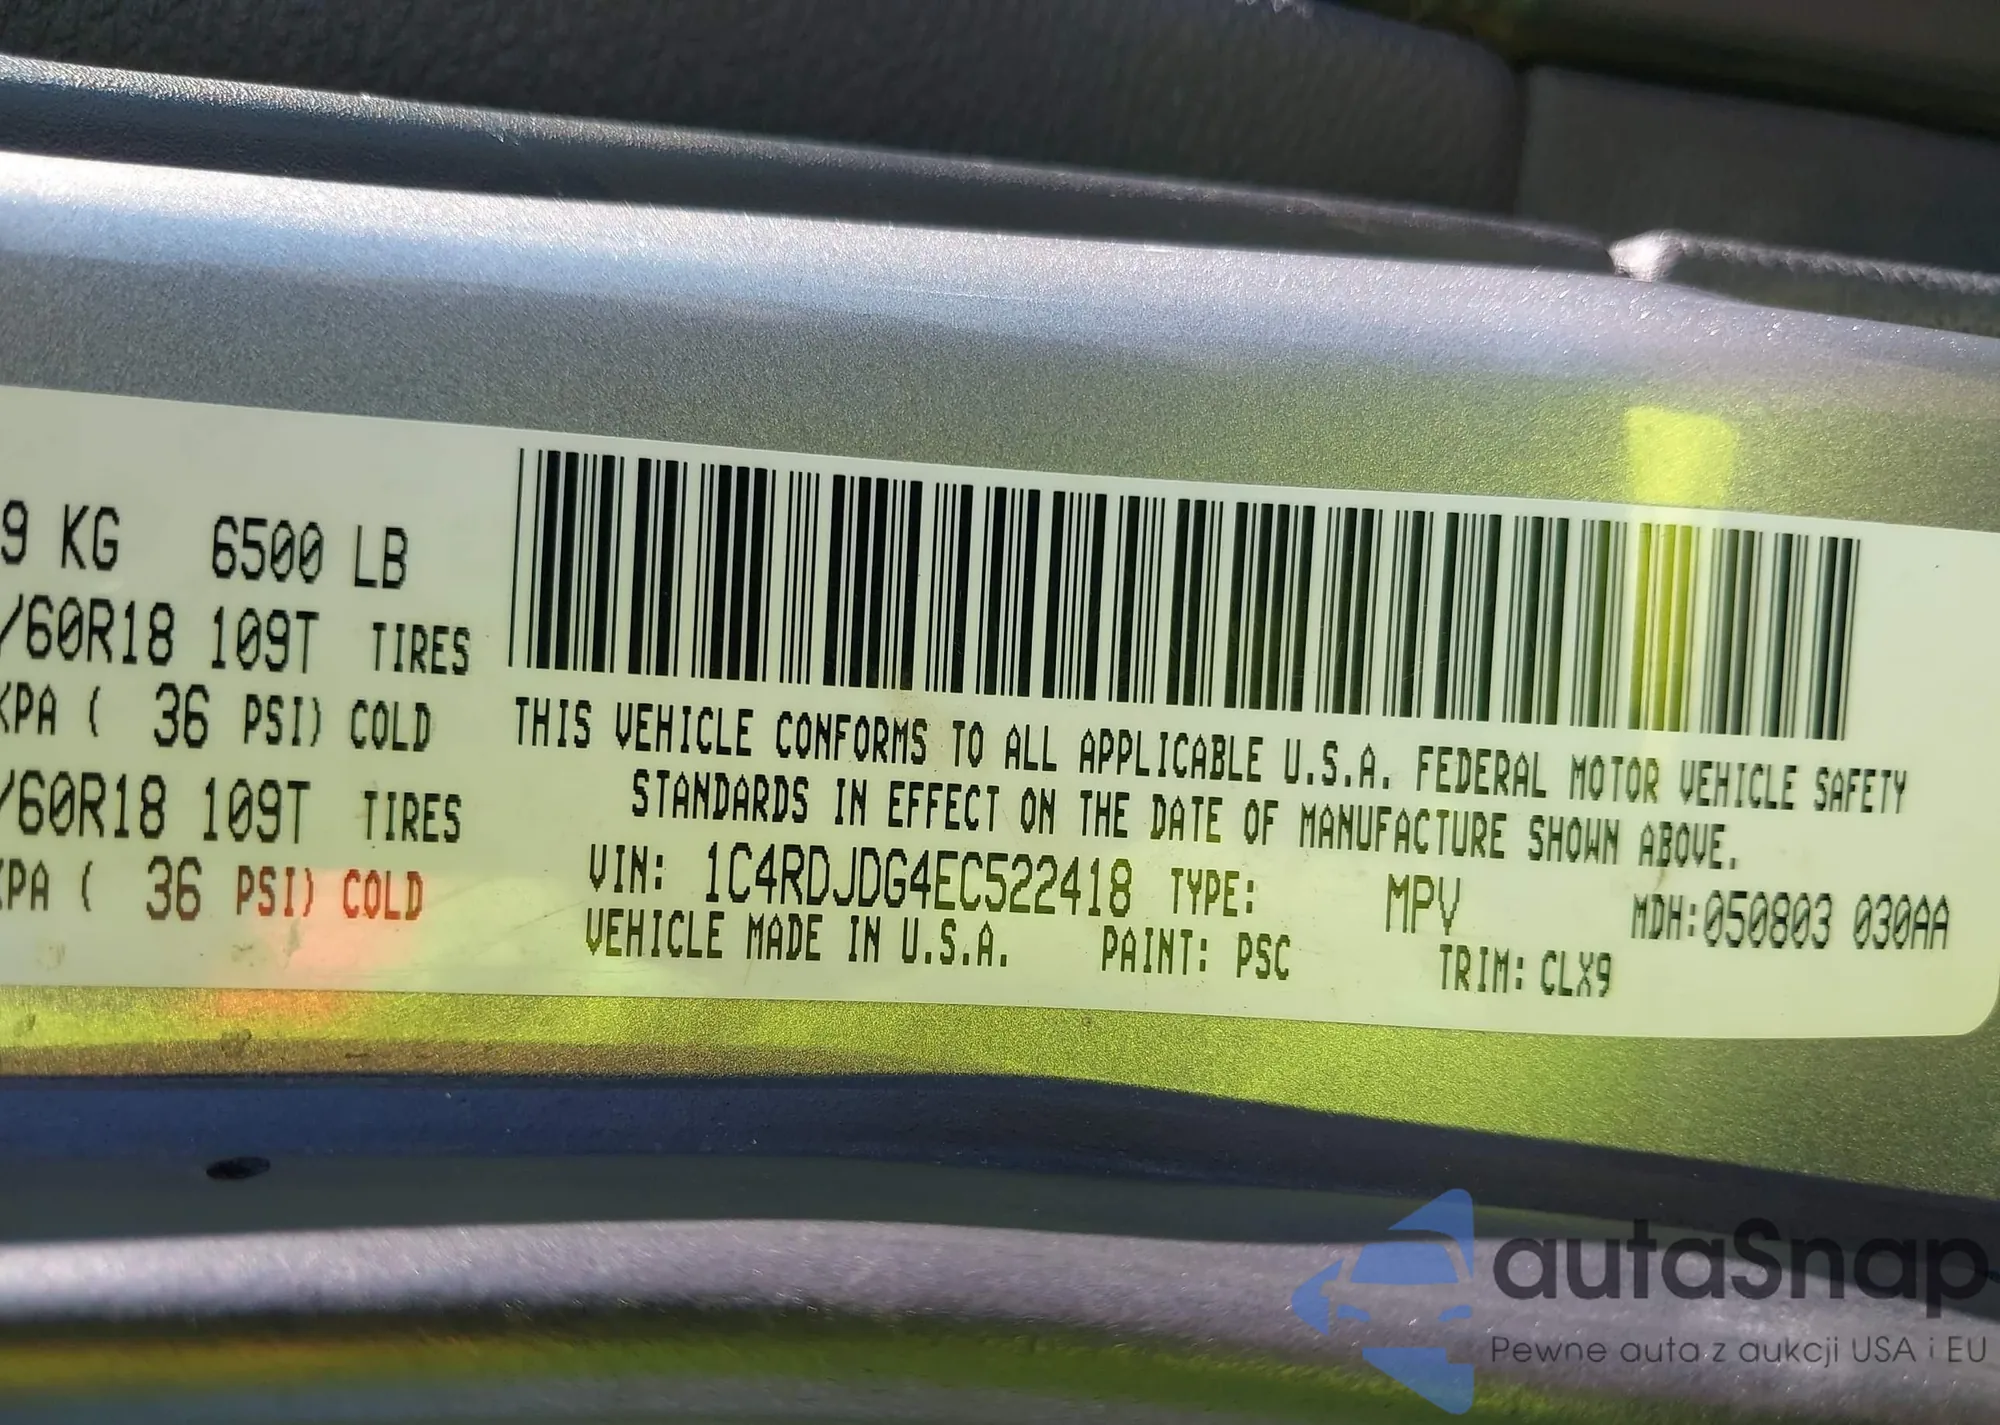 9 KG 6500 LB
/60R18 109T TIRES
KPA ( 36 PSI) COLD
/60R18 109T TIRES
KPA ( 36 PSI) COLD
THIS VEHICLE CONFORMS TO ALL APPLICABLE U.S.A. FEDERAL MOTOR VEHICLE SAFETY
STANDARDS IN EFFECT ON THE DATE OF MANUFACTURE SHOWN ABOVE.
VIN: 1C4RDJDG4EC522418 TYPE: MPV MDH:050803 030AA
VEHICLE MADE IN U.S.A. PAINT: PSC TRIM: CLX9
autaSnap
Pewne auta z aukcji USA i EU